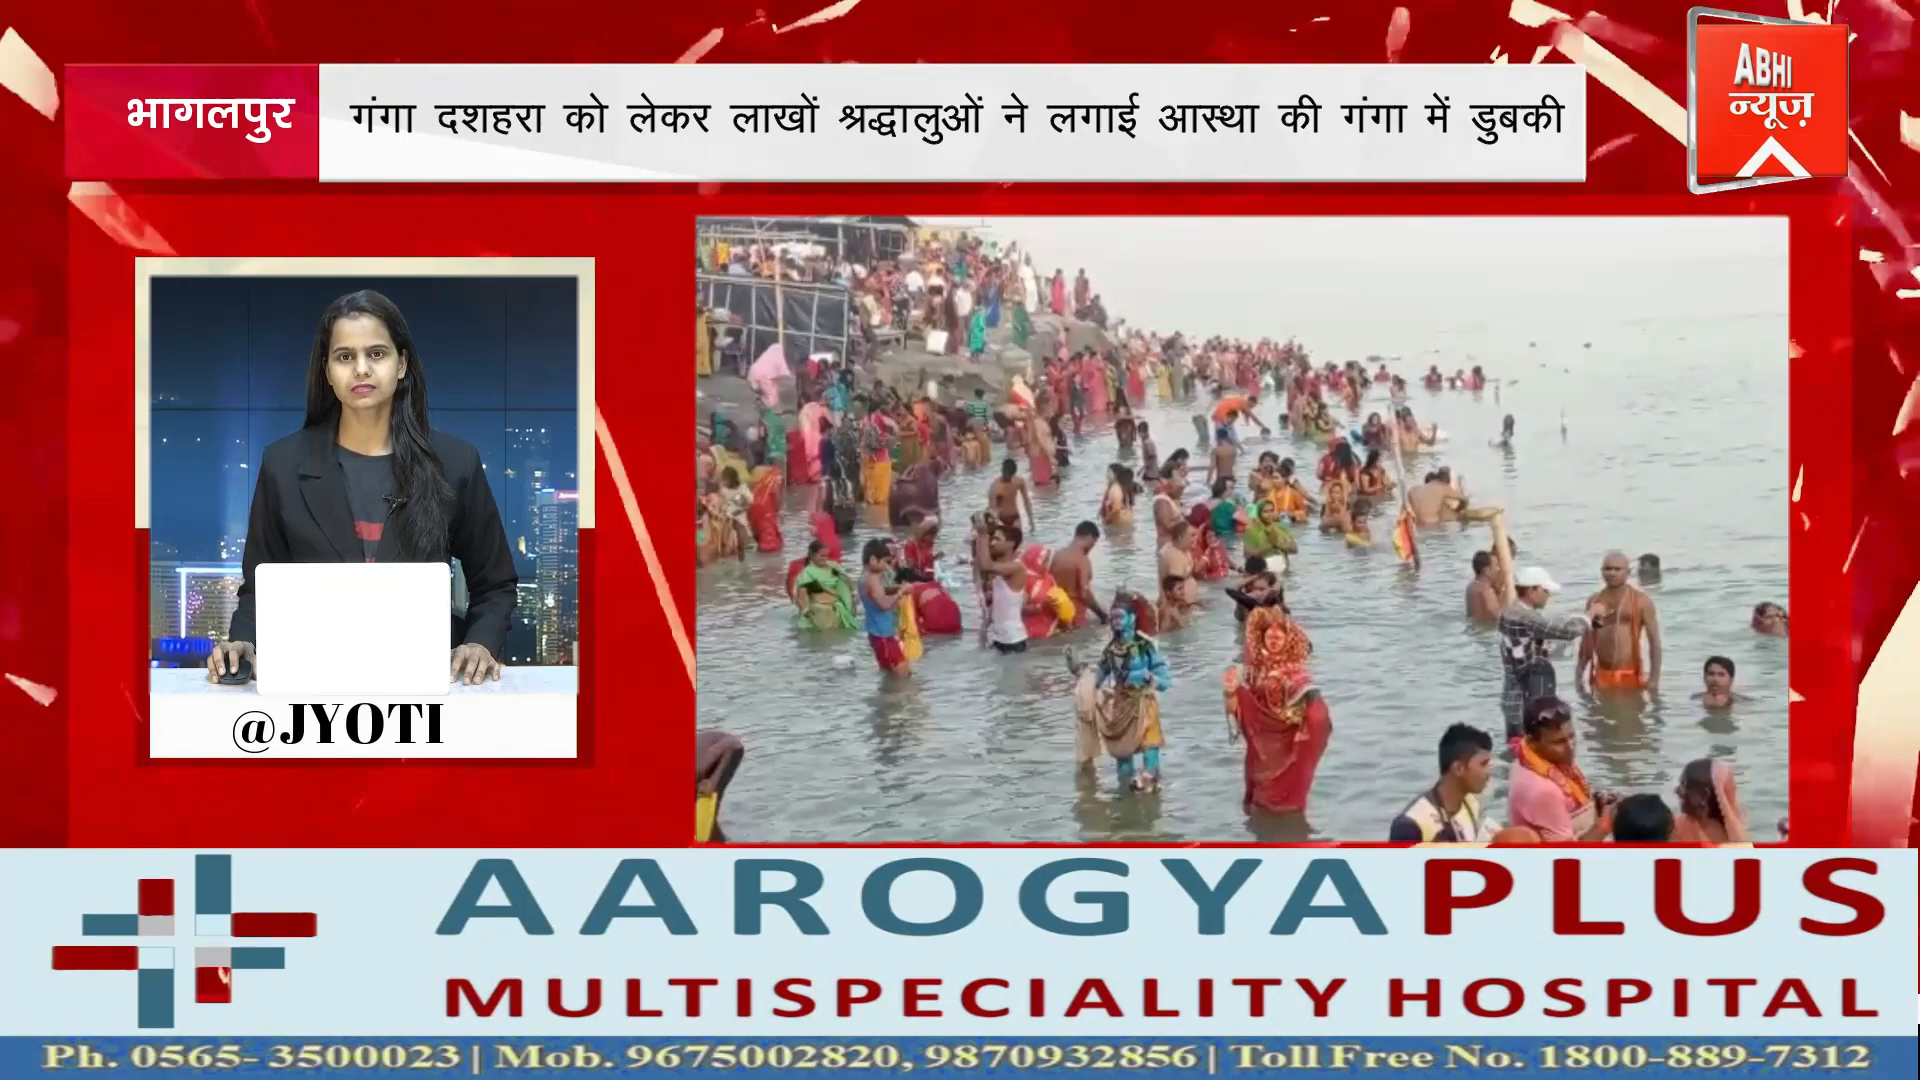 भागलपुर
गंगा दशहरा को लेकर लाखों श्रद्धालुओं ने लगाई आस्था की गंगा में डुबकी
ABHI
न्यूज़
@JYOTI
AAROGYAPLUS
MULTISPECIALITY HOSPITAL
Ph. 0565- 3500023 | Mob. 9675002820, 9870932856 | Toll Free No. 1800-889-7312